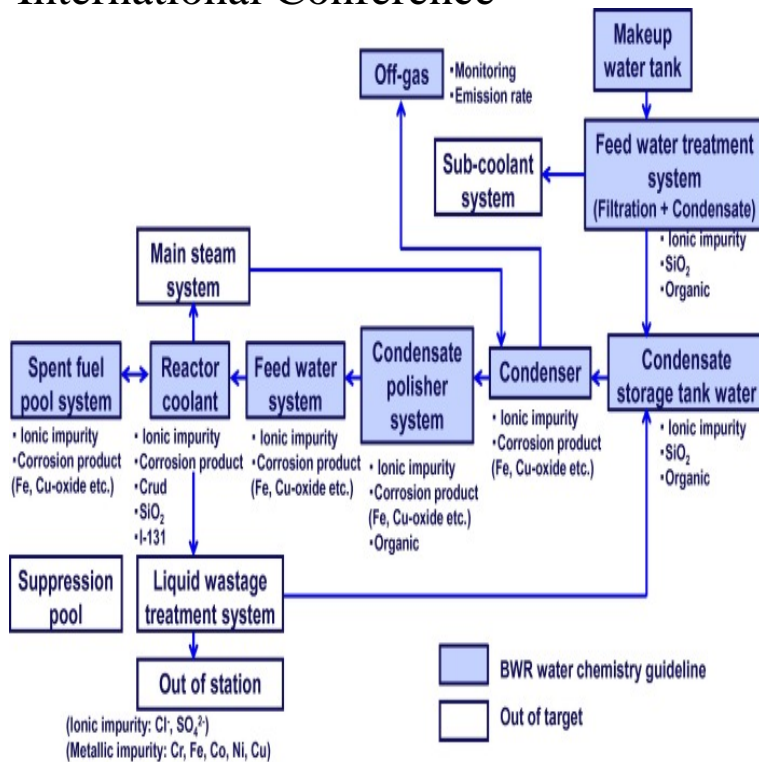 International Conference
Makeup
water tank
Off-gas
・Monitoring
・Emission rate
Sub-coolant
system
Feed water treatment
system
(Filtration + Condensate)
・Ionic impurity
・SiO₂
・Organic
Main steam
system
Spent fuel
pool system
・Ionic impurity
・Corrosion product
(Fe, Cu-oxide etc.)
Reactor
coolant
・Ionic impurity
・Corrosion product
・Crud
・SiO₂
・I-131
Feed water
system
・Ionic impurity
・Corrosion product
(Fe, Cu-oxide etc.)
Condensate
polisher
system
・Ionic impurity
・Corrosion product
(Fe, Cu-oxide etc.)
・Organic
Condenser
・Ionic impurity
・Corrosion product
(Fe, Cu-oxide etc.)
Condensate
storage tank water
・Ionic impurity
・SiO₂
・Organic
Suppression
pool
Liquid wastage
treatment system
Out of station
(Ionic impurity: Cl⁻, SO₄²⁻)
(Metallic impurity: Cr, Fe, Co, Ni, Cu)
BWR water chemistry guideline
Out of target